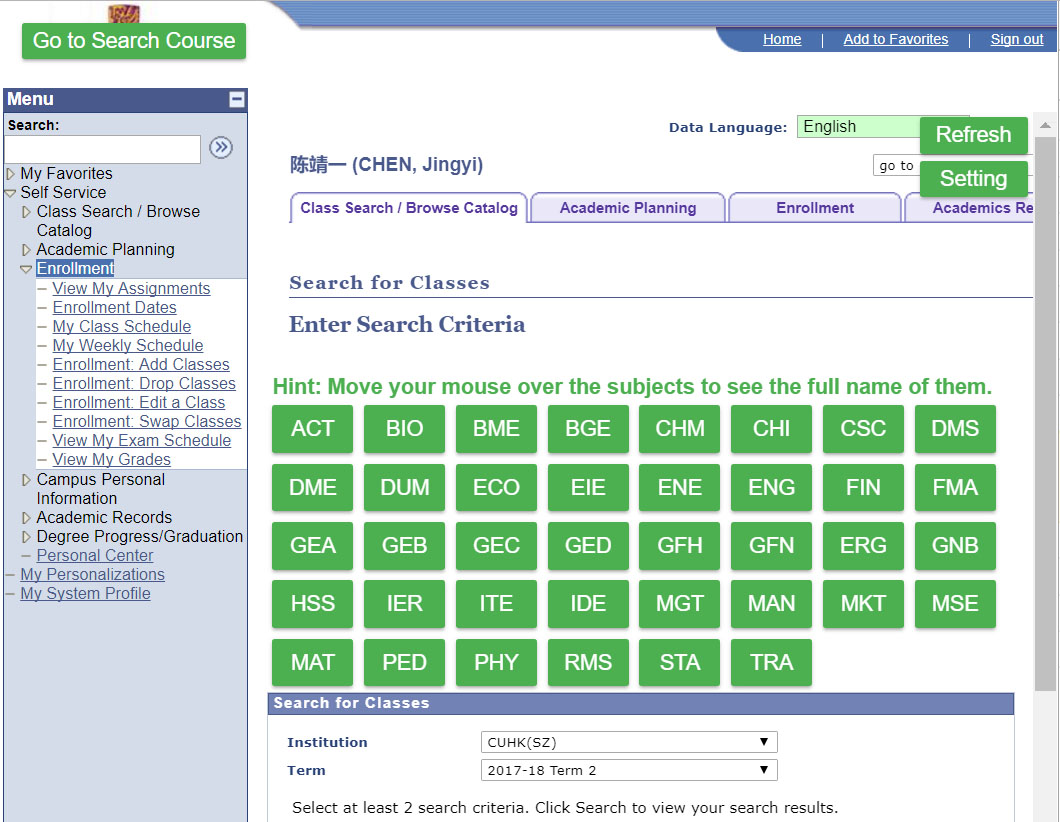 Go to Search Course
Home | Add to Favorites | Sign out
Menu
Search:
My Favorites
Self Service
Class Search / Browse
Catalog
Academic Planning
Enrollment
View My Assignments
Enrollment Dates
My Class Schedule
My Weekly Schedule
Enrollment: Add Classes
Enrollment: Drop Classes
Enrollment: Edit a Class
Enrollment: Swap Classes
View My Exam Schedule
View My Grades
Campus Personal
Information
Academic Records
Degree Progress/Graduation
Personal Center
My Personalizations
My System Profile
Data Language: English
Refresh
陈靖一 (CHEN, Jingyi)
go to
Setting
Class Search / Browse Catalog Academic Planning Enrollment Academics Re
Search for Classes
Enter Search Criteria
Hint: Move your mouse over the subjects to see the full name of them.
ACT BIO BME BGE CHM CHI CSC DMS
DME DUM ECO EIE ENE ENG FIN FMA
GEA GEB GEC GED GFH GFN ERG GNB
HSS IER ITE IDE MGT MAN MKT MSE
MAT PED PHY RMS STA TRA
Search for Classes
Institution CUHK(SZ)
Term 2017-18 Term 2
Select at least 2 search criteria. Click Search to view your search results.